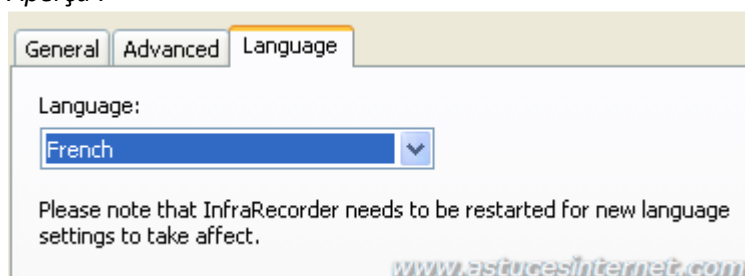 General Advanced Language
Language:
French
Please note that InfraRecorder needs to be restarted for new language
settings to take affect.
www.astucesinternet.com